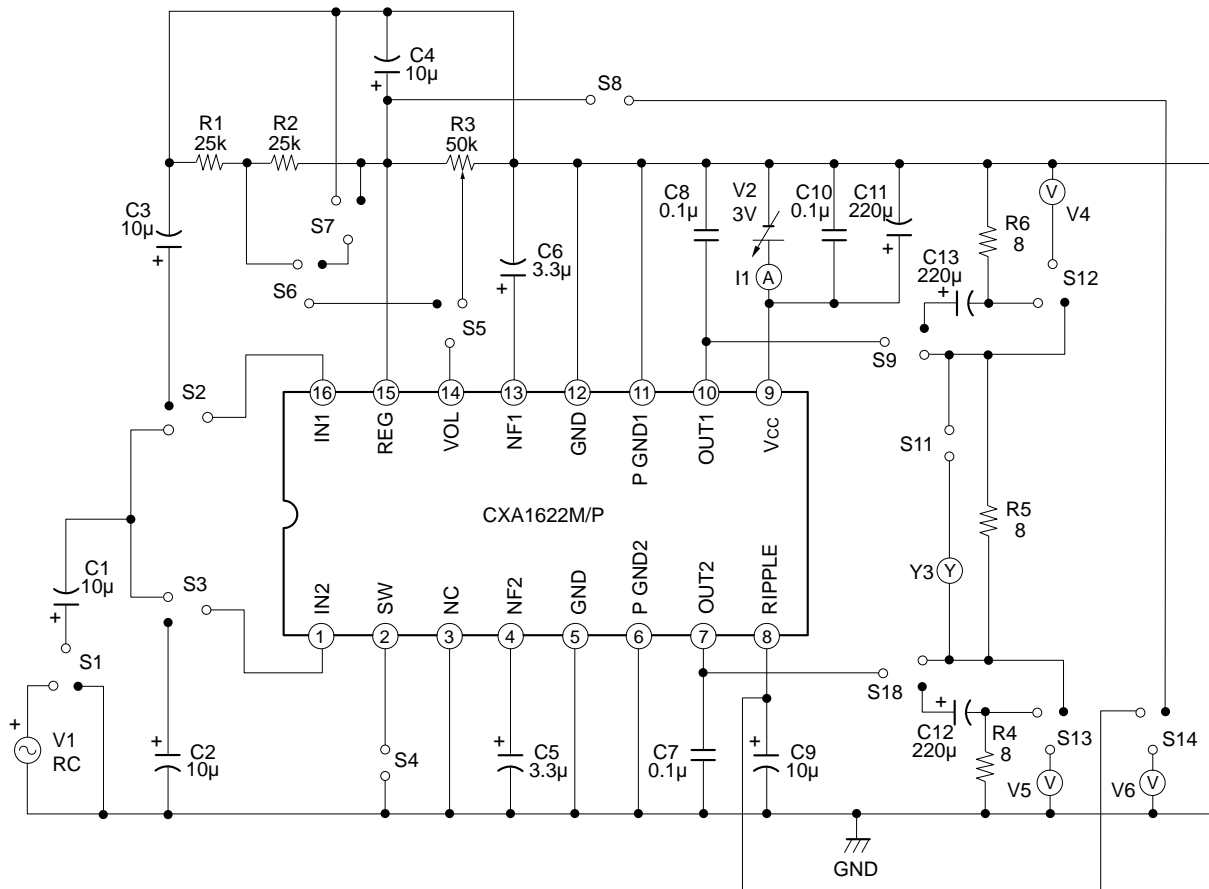 C4
10µ
+
S8
R1
25k
R2
25k
R3
50k
C3
10µ
+
S7
S6
C6
3.3µ
+
S5
C8
0.1µ
V2
3V
I1
A
C10
0.1µ
C11
220µ
+
R6
8
V
V4
C13
220µ
+
S12
S9
S2
16
15
14
13
12
11
10
9
IN1
REG
VOL
NF1
GND
P GND1
OUT1
Vcc
S11
CXA1622M/P
R5
8
C1
10µ
+
S3
Y3
Y
IN2
SW
NC
NF2
GND
P GND2
OUT2
RIPPLE
1
2
3
4
5
6
7
8
S1
S18
V1
RC
+
C2
10µ
+
S4
C5
3.3µ
+
C7
0.1µ
C9
10µ
+
C12
220µ
+
R4
8
S13
V5
V
S14
V6
V
GND